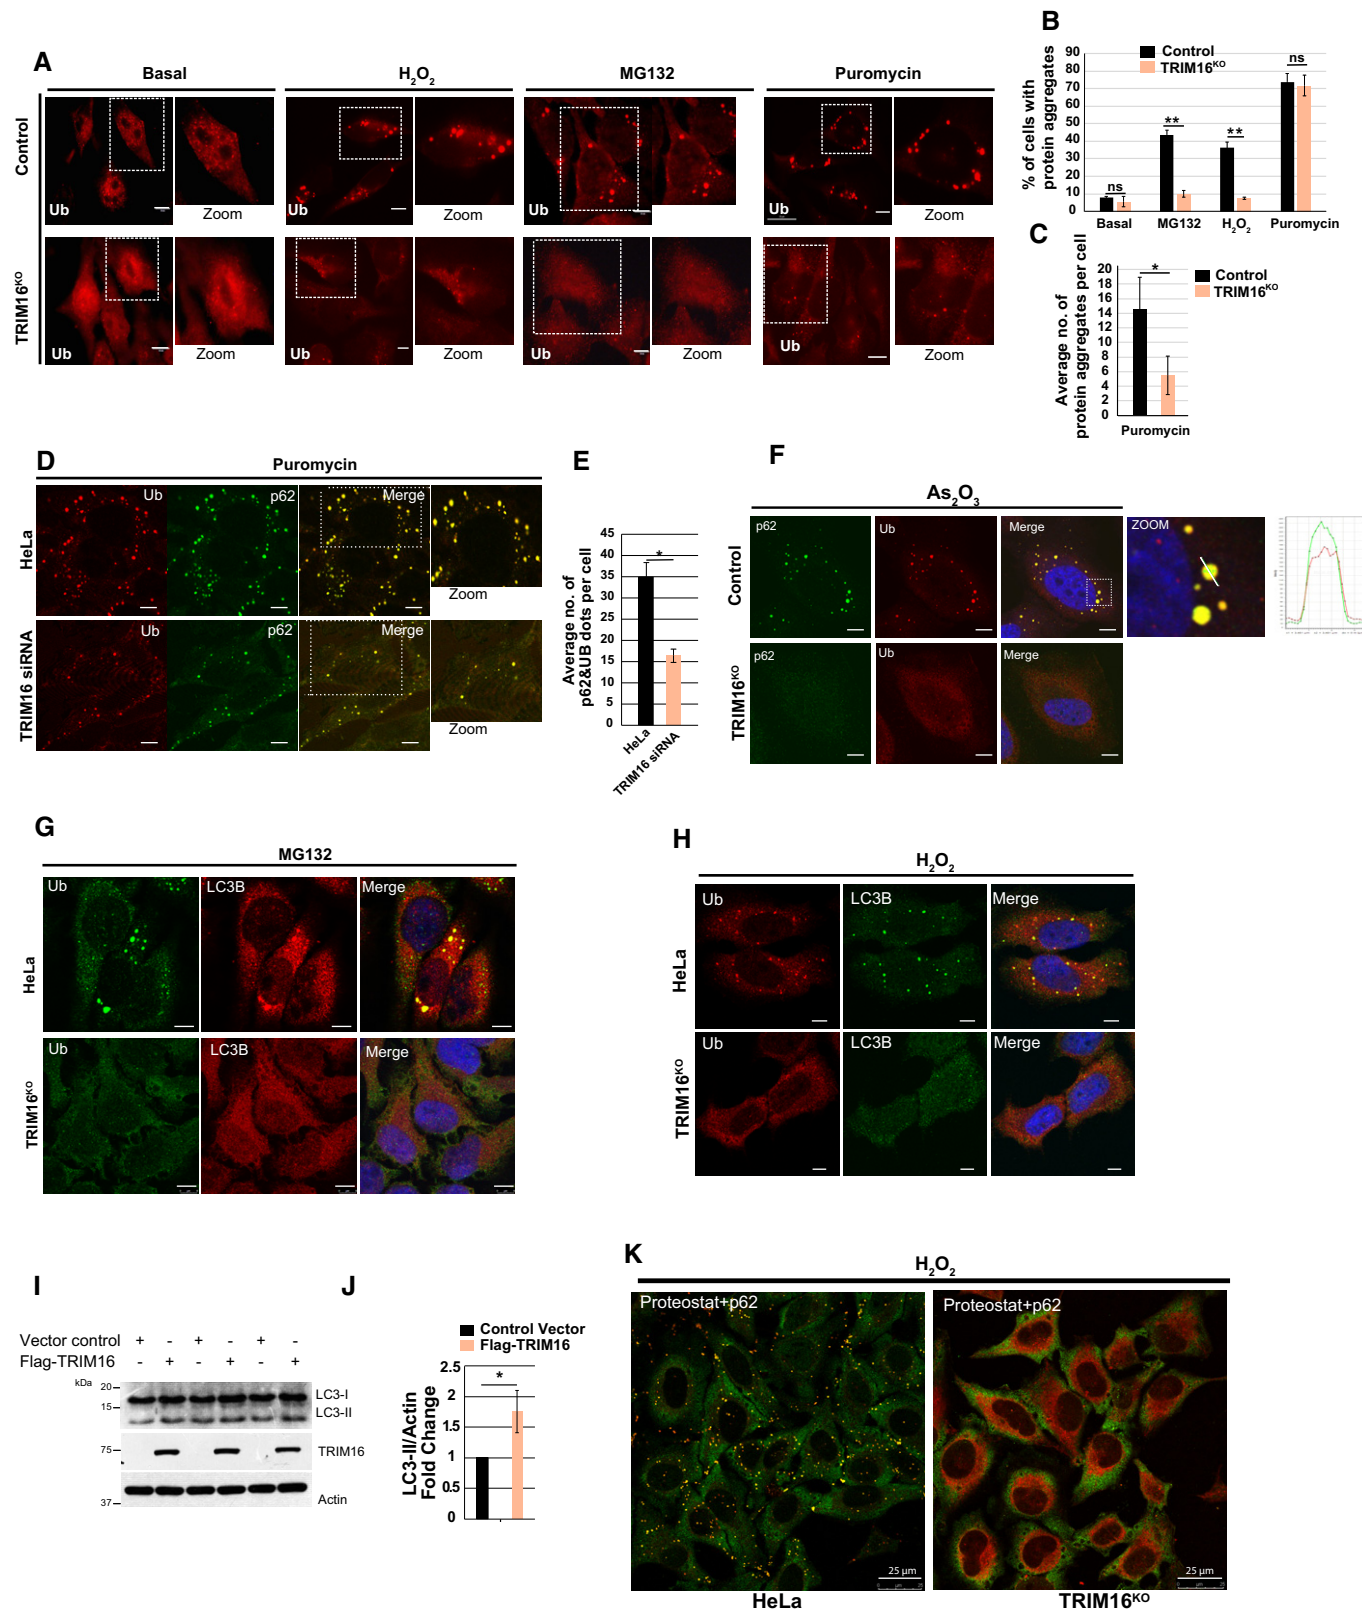 A
Basal
H2O2
MG132
Puromycin
Control
Ub
Zoom
Ub
Zoom
Ub
Zoom
Ub
Zoom
TRIM16KO
Ub
Zoom
Ub
Zoom
Ub
Zoom
Ub
Zoom
B
Control
TRIM16KO
% of cells with
protein aggregates
90
80
70
60
50
40
30
20
10
0
ns
**
**
ns
Basal
MG132
H2O2
Puromycin
C
Control
TRIM16KO
Average no. of
protein aggregates per cell
20
18
16
14
12
10
8
6
4
2
0
*
Puromycin
D
Puromycin
HeLa
Ub
p62
Merge
Zoom
TRIM16 siRNA
Ub
p62
Merge
Zoom
E
Average no. of
p62&UB dots per cell
45
40
35
30
25
20
15
10
5
0
*
HeLa
TRIM16 siRNA
F
As2O3
Control
p62
Ub
Merge
ZOOM
TRIM16KO
p62
Ub
Merge
G
MG132
HeLa
Ub
LC3B
Merge
TRIM16KO
Ub
LC3B
Merge
H
H2O2
HeLa
Ub
LC3B
Merge
TRIM16KO
Ub
LC3B
Merge
I
Vector control + - + - + -
Flag-TRIM16 - + - + - +
kDa
20
15
LC3-I
LC3-II
75
TRIM16
37
Actin
J
Control Vector
Flag-TRIM16
LC3-II/Actin
Fold Change
2.5
2
1.5
1
0.5
0
*
K
H2O2
Proteostat+p62
25 µm
HeLa
Proteostat+p62
25 µm
TRIM16KO